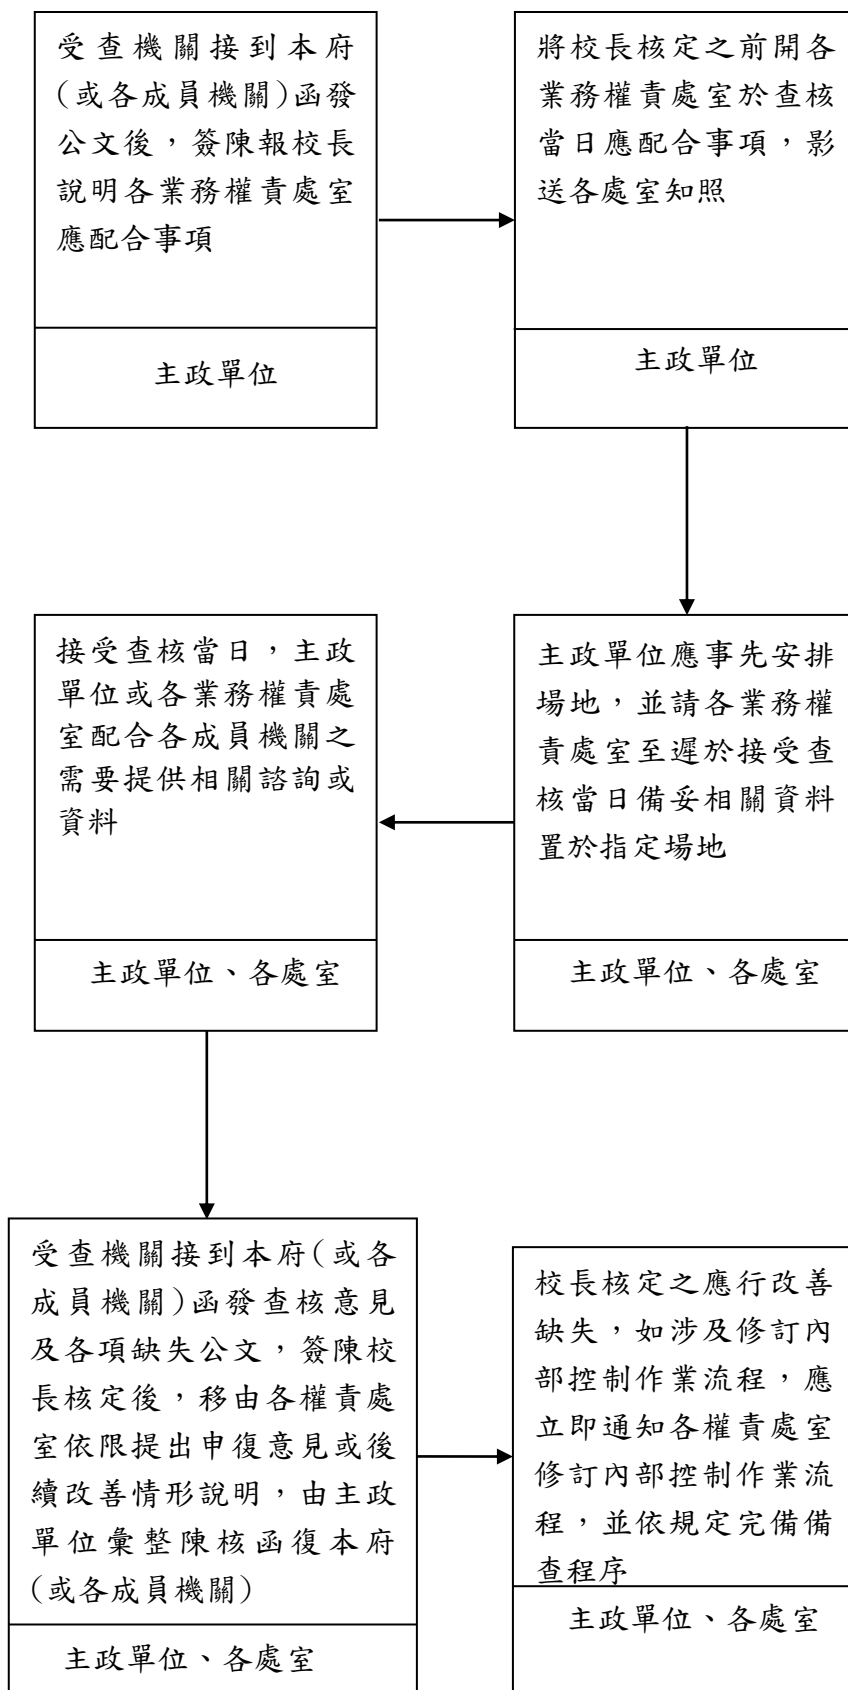 受查機關接到本府
(或各成員機關)函發
公文後，簽陳報校長
說明各業務權責處室
應配合事項
主政單位
將校長核定之前開各
業務權責處室於查核
當日應配合事項，影
送各處室知照
主政單位
主政單位應事先安排
場地，並請各業務權
責處室至遲於接受查
核當日備妥相關資料
置於指定場地
主政單位、各處室
接受查核當日，主政
單位或各業務權責處
室配合各成員機關之
需要提供相關諮詢或
資料
主政單位、各處室
受查機關接到本府(或各
成員機關)函發查核意見
及各項缺失公文，簽陳校
長核定後，移由各權責處
室依限提出申復意見或後
續改善情形說明，由主政
單位彙整陳核函復本府
(或各成員機關)
主政單位、各處室
校長核定之應行改善
缺失，如涉及修訂內
部控制作業流程，應
立即通知各權責處室
修訂內部控制作業流
程，並依規定完備備
查程序
主政單位、各處室